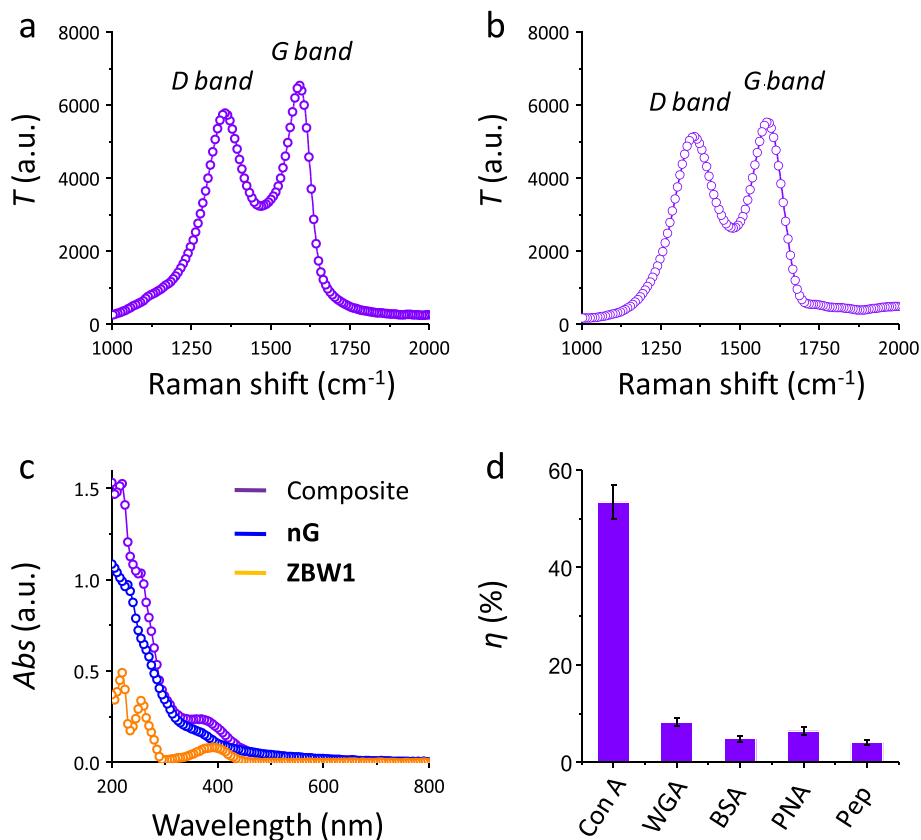 a
D band
G band
8000
6000
4000
2000
0
T (a.u.)
1000 1250 1500 1750 2000
Raman shift (cm⁻¹)
b
D band
G band
8000
6000
4000
2000
0
T (a.u.)
1000 1250 1500 1750 2000
Raman shift (cm⁻¹)
c
Composite
nG
ZBW1
1.5
1.0
0.5
0.0
Abs (a.u.)
200 400 600 800
Wavelength (nm)
d
60
40
20
0
η (%)
Con A
WGA
BSA
PNA
Pep